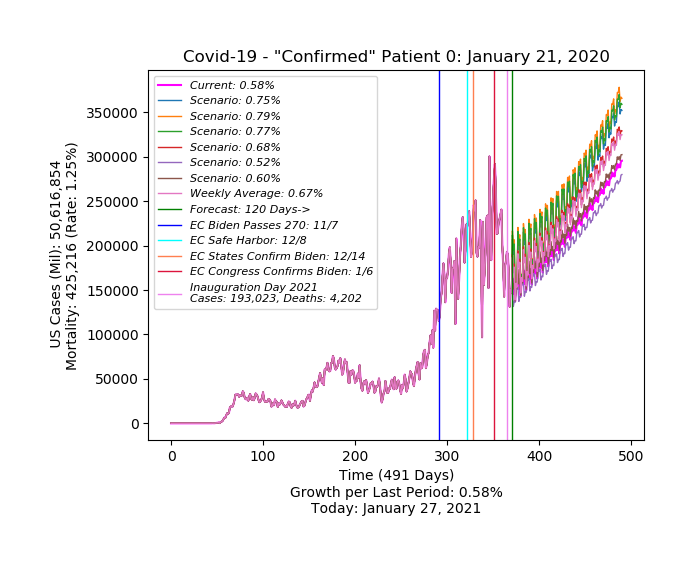 Covid-19 - "Confirmed" Patient 0: January 21, 2020
US Cases (Mil): 50,616,854
Mortality: 425,216 (Rate: 1.25%)
350000
300000
250000
200000
150000
100000
50000
0
Current: 0.58%
Scenario: 0.75%
Scenario: 0.79%
Scenario: 0.77%
Scenario: 0.68%
Scenario: 0.52%
Scenario: 0.60%
Weekly Average: 0.67%
Forecast: 120 Days->
EC Biden Passes 270: 11/7
EC Safe Harbor: 12/8
EC States Confirm Biden: 12/14
EC Congress Confirms Biden: 1/6
Inauguration Day 2021
Cases: 193,023, Deaths: 4,202
0 100 200 300 400 500
Time (491 Days)
Growth per Last Period: 0.58%
Today: January 27, 2021